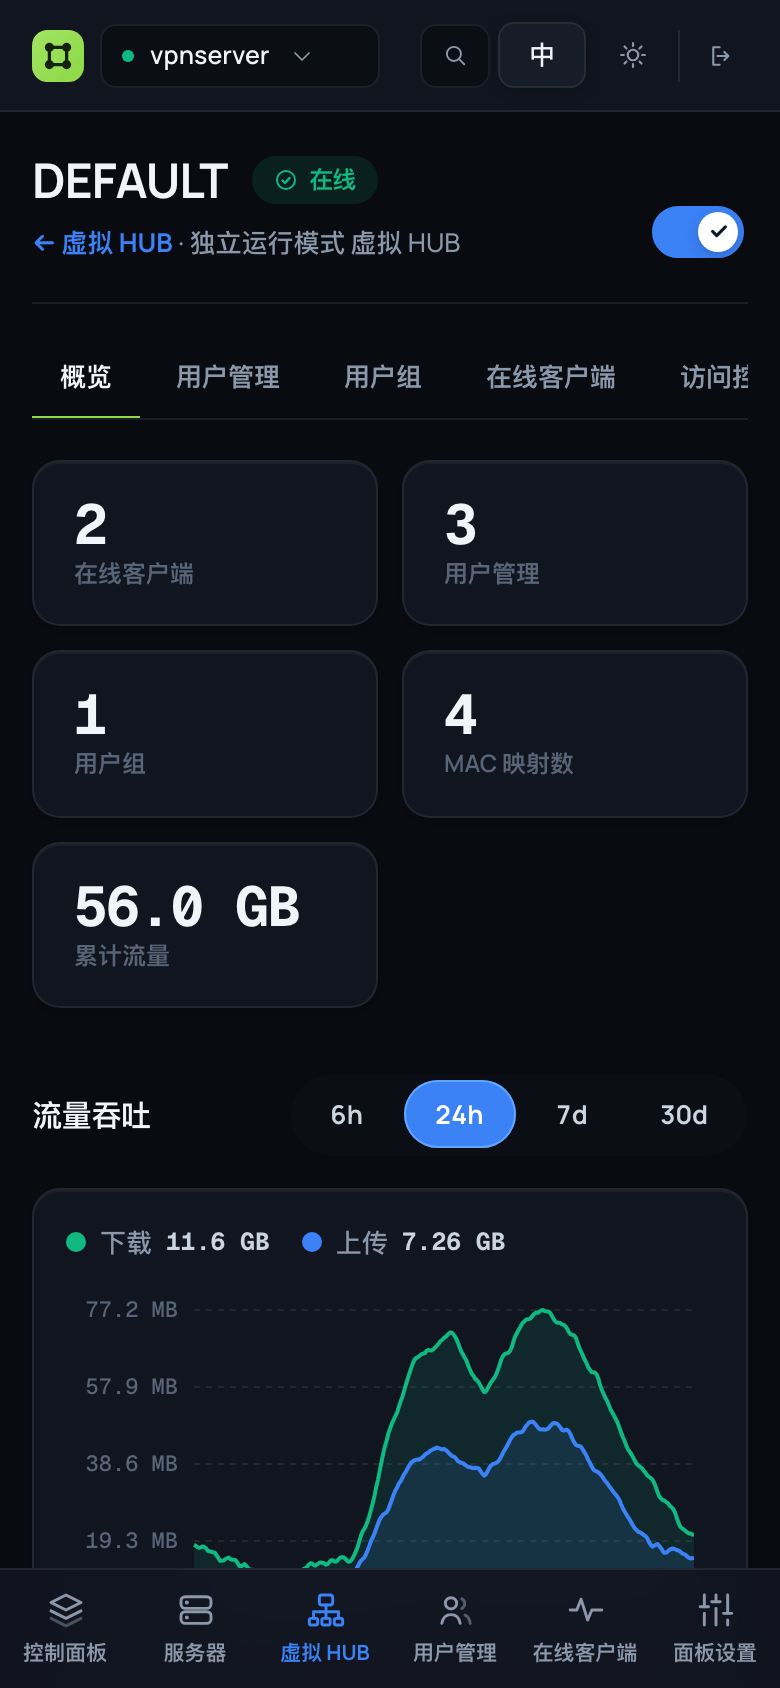 vpnserver 中
DEFAULT 在线
← 虚拟 HUB · 独立运行模式 虚拟 HUB
概览 用户管理 用户组 在线客户端 访问控
2 3
在线客户端 用户管理
1 4
用户组 MAC 映射数
56.0 GB
累计流量
流量吞吐 6h 24h 7d 30d
下载 11.6 GB 上传 7.26 GB
77.2 MB
57.9 MB
38.6 MB
19.3 MB
控制面板 服务器 虚拟 HUB 用户管理 在线客户端 面板设置